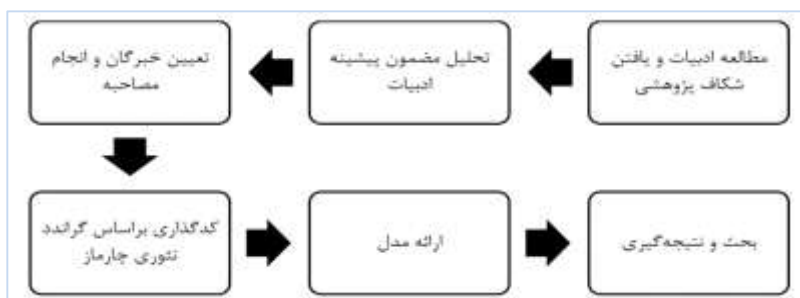 مطالعه ادبیات و یافتن
شکاف پژوهشی
تحلیل مضمون پیشینه
ادبیات
تعیین خبرگان و انجام
مصاحبه
کدگذاری براساس گراندد
تئوری چارماز
ارائه مدل
بحث و نتیجه‌گیری